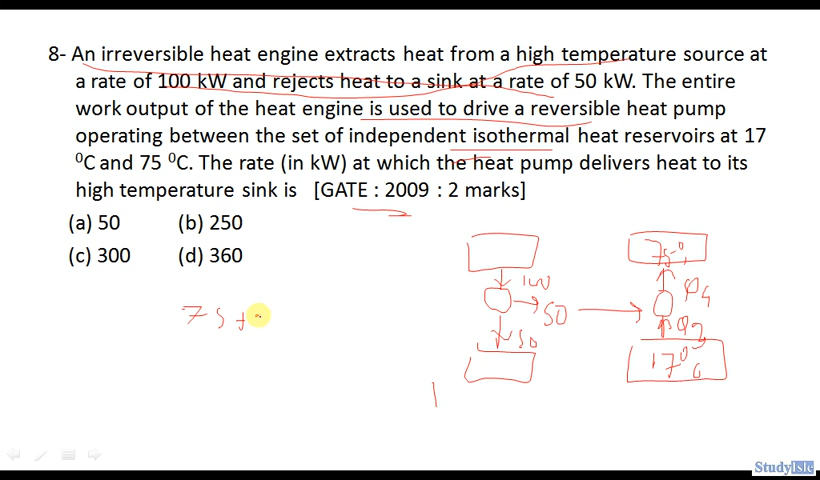 8- An irreversible heat engine extracts heat from a high temperature source at
a rate of 100 kW and rejects heat to a sink at a rate of 50 kW. The entire
work output of the heat engine is used to drive a reversible heat pump
operating between the set of independent isothermal heat reservoirs at 17
⁰C and 75 ⁰C. The rate (in kW) at which the heat pump delivers heat to its
high temperature sink is [GATE : 2009 : 2 marks]
(a) 50 (b) 250
(c) 300 (d) 360
75°
100
50
50
17°C
75 +
StudyIsle